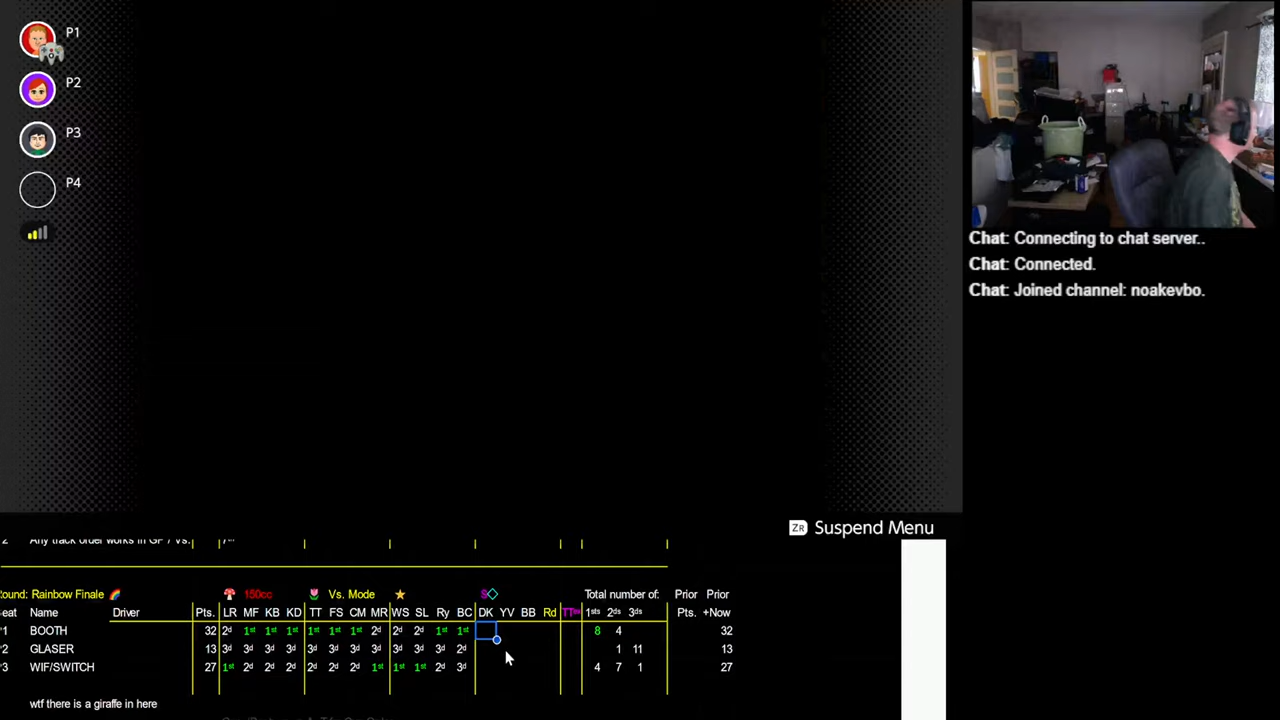 P1
P2
P3
P4
Chat: Connecting to chat server..
Chat: Connected.
Chat: Joined channel: noakevbo.
ZR Suspend Menu
2 Any track order works in GP / Vs. 7th
ound: Rainbow Finale 🌈 🍄 150cc 🌷 Vs. Mode ⭐ S◇ Total number of: Prior Prior
eat Name Driver Pts. LR MF KB KD TT FS CM MR WS SL Ry BC DK YV BB Rd 1sts 2ds 3ds Pts. +Now
1 BOOTH 32 2d 1st 1st 1st 1st 1st 1st 2d 2d 2d 1st 1st 8 4 32
2 GLASER 13 3d 3d 3d 3d 3d 3d 3d 3d 3d 3d 3d 2d 1 11 13
3 WIF/SWITCH 27 1st 2d 2d 2d 2d 2d 2d 1st 1st 1st 2d 3d 4 7 1 27
wtf there is a giraffe in here